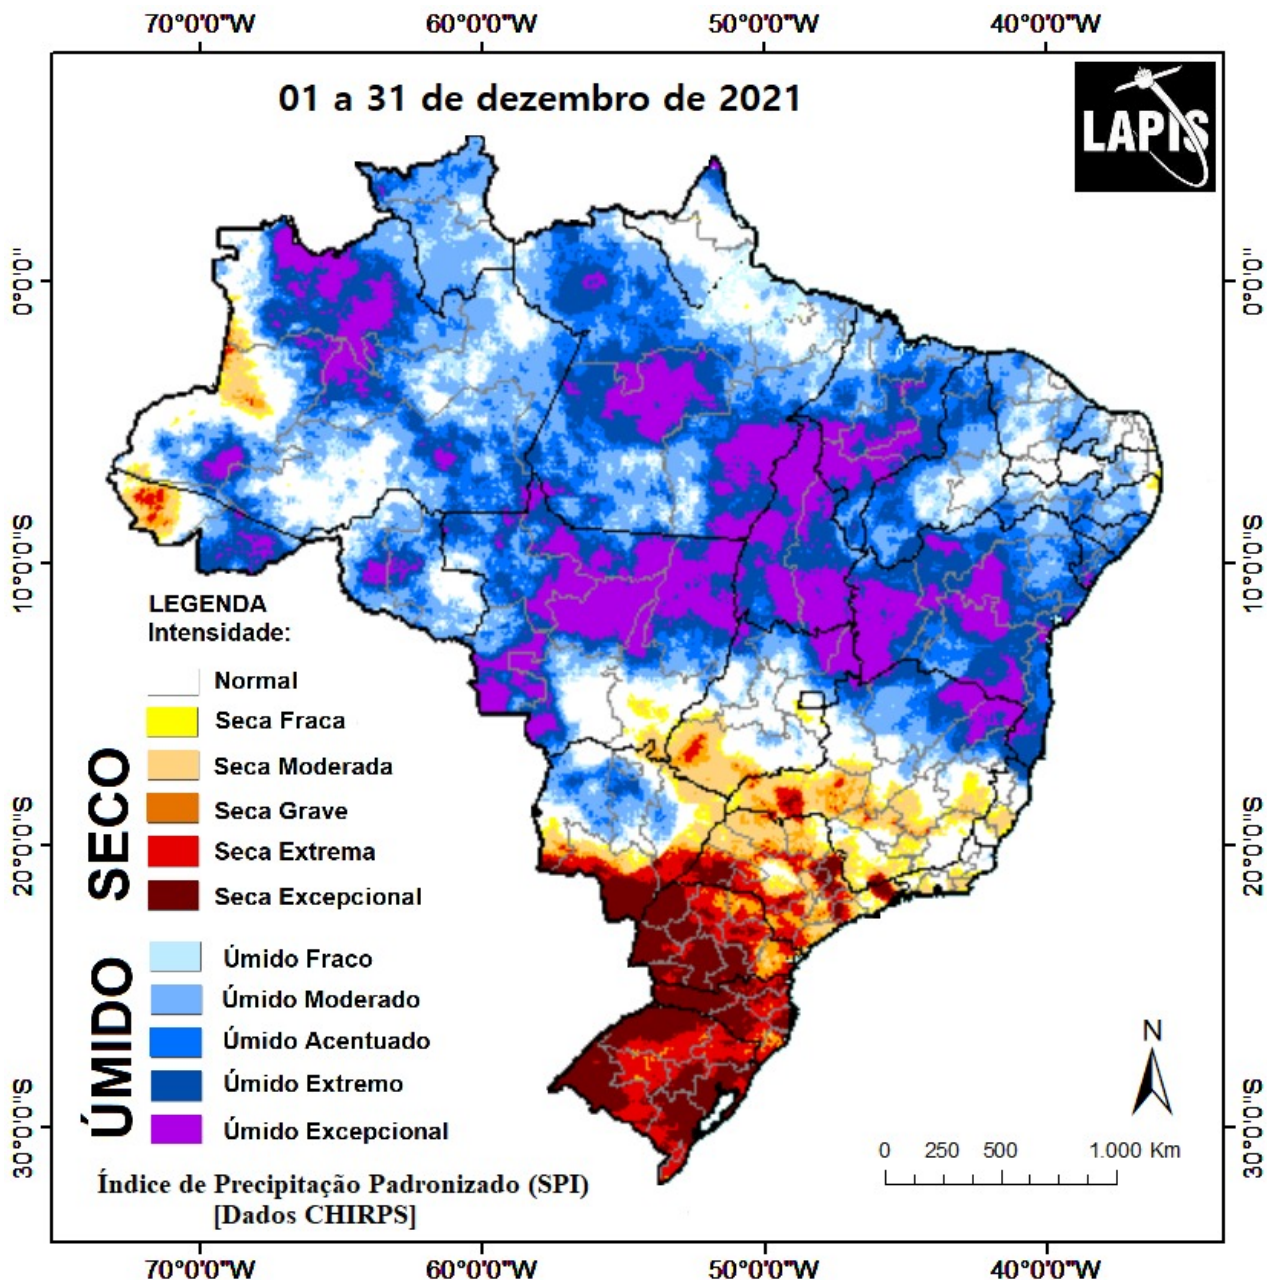 70°0'0"W 60°0'0"W 50°0'0"W 40°0'0"W
01 a 31 de dezembro de 2021
LAPIS
0°0'0" 0°0'0"
10°0'0"S 10°0'0"S
LEGENDA
Intensidade:
SECO
Normal
Seca Fraca
Seca Moderada
Seca Grave
Seca Extrema
Seca Excepcional
20°0'0"S 20°0'0"S
ÚMIDO
Úmido Fraco
Úmido Moderado
Úmido Acentuado
Úmido Extremo
Úmido Excepcional
N
30°0'0"S 30°0'0"S
0 250 500 1.000 Km
Índice de Precipitação Padronizado (SPI)
[Dados CHIRPS]
70°0'0"W 60°0'0"W 50°0'0"W 40°0'0"W